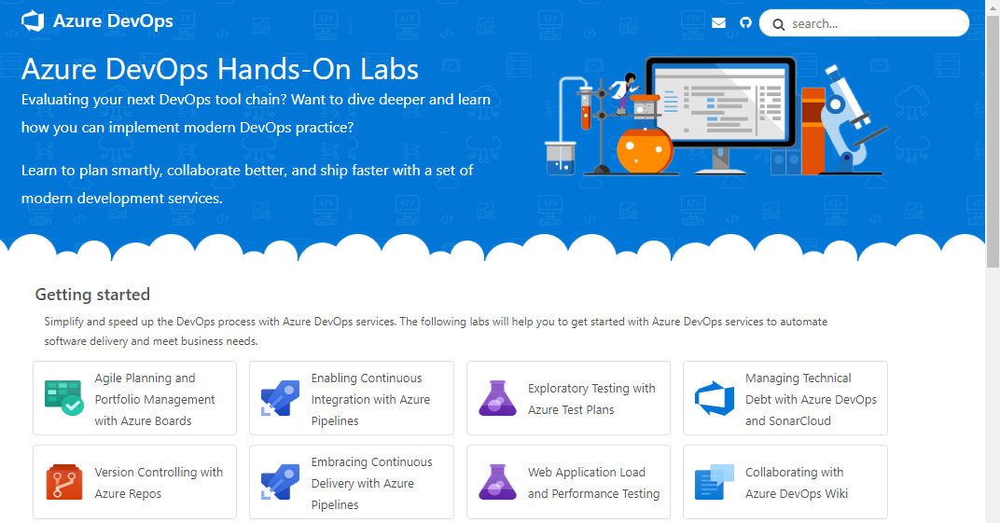 Azure DevOps
search...
Azure DevOps Hands-On Labs
Evaluating your next DevOps tool chain? Want to dive deeper and learn
how you can implement modern DevOps practice?
Learn to plan smartly, collaborate better, and ship faster with a set of
modern development services.
Getting started
Simplify and speed up the DevOps process with Azure DevOps services. The following labs will help you to get started with Azure DevOps services to automate
software delivery and meet business needs.
Agile Planning and
Portfolio Management
with Azure Boards
Enabling Continuous
Integration with Azure
Pipelines
Exploratory Testing with
Azure Test Plans
Managing Technical
Debt with Azure DevOps
and SonarCloud
Version Controlling with
Azure Repos
Embracing Continuous
Delivery with Azure
Pipelines
Web Application Load
and Performance Testing
Collaborating with
Azure DevOps Wiki